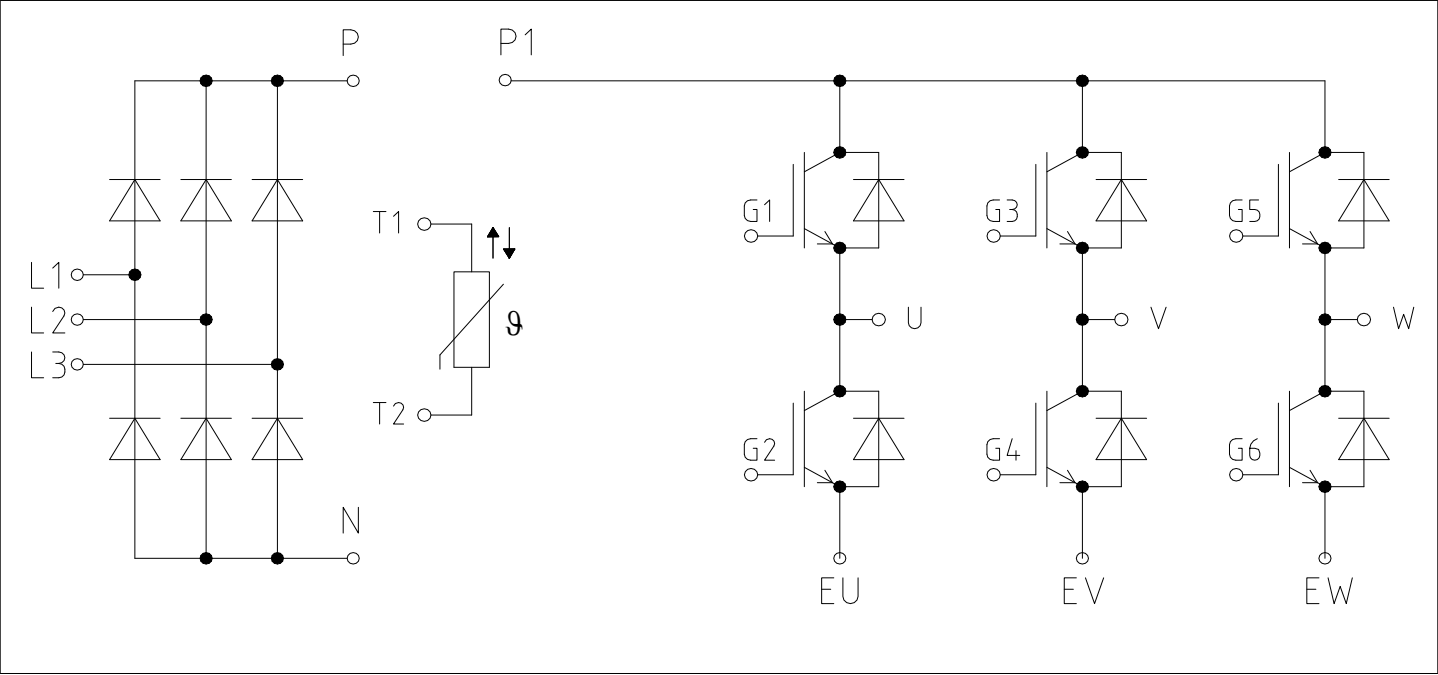 P P1
G1 G3 G5
T1
L1
L2 ϑ U V W
L3
T2
G2 G4 G6
N
EU EV EW